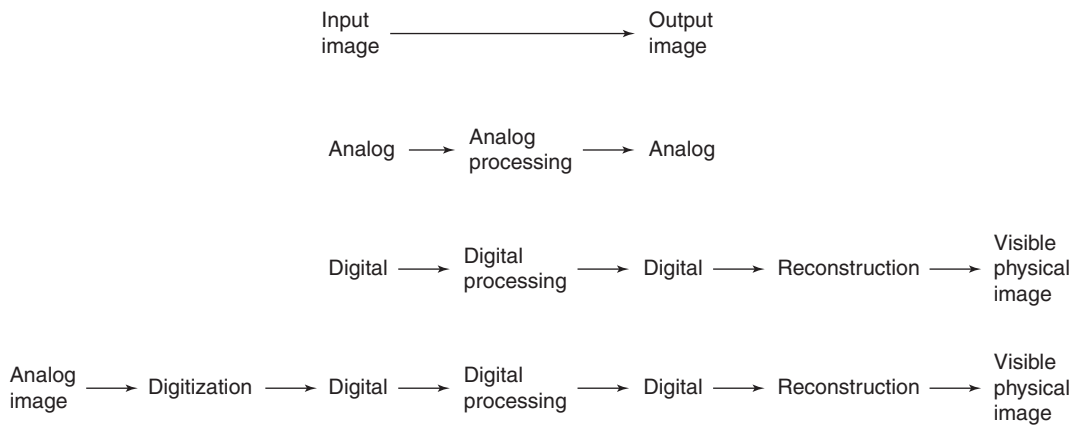 Input
image
Output
image
Analog
Analog
processing
Analog
Digital
Digital
processing
Digital
Reconstruction
Visible
physical
image
Analog
image
Digitization
Digital
Digital
processing
Digital
Reconstruction
Visible
physical
image